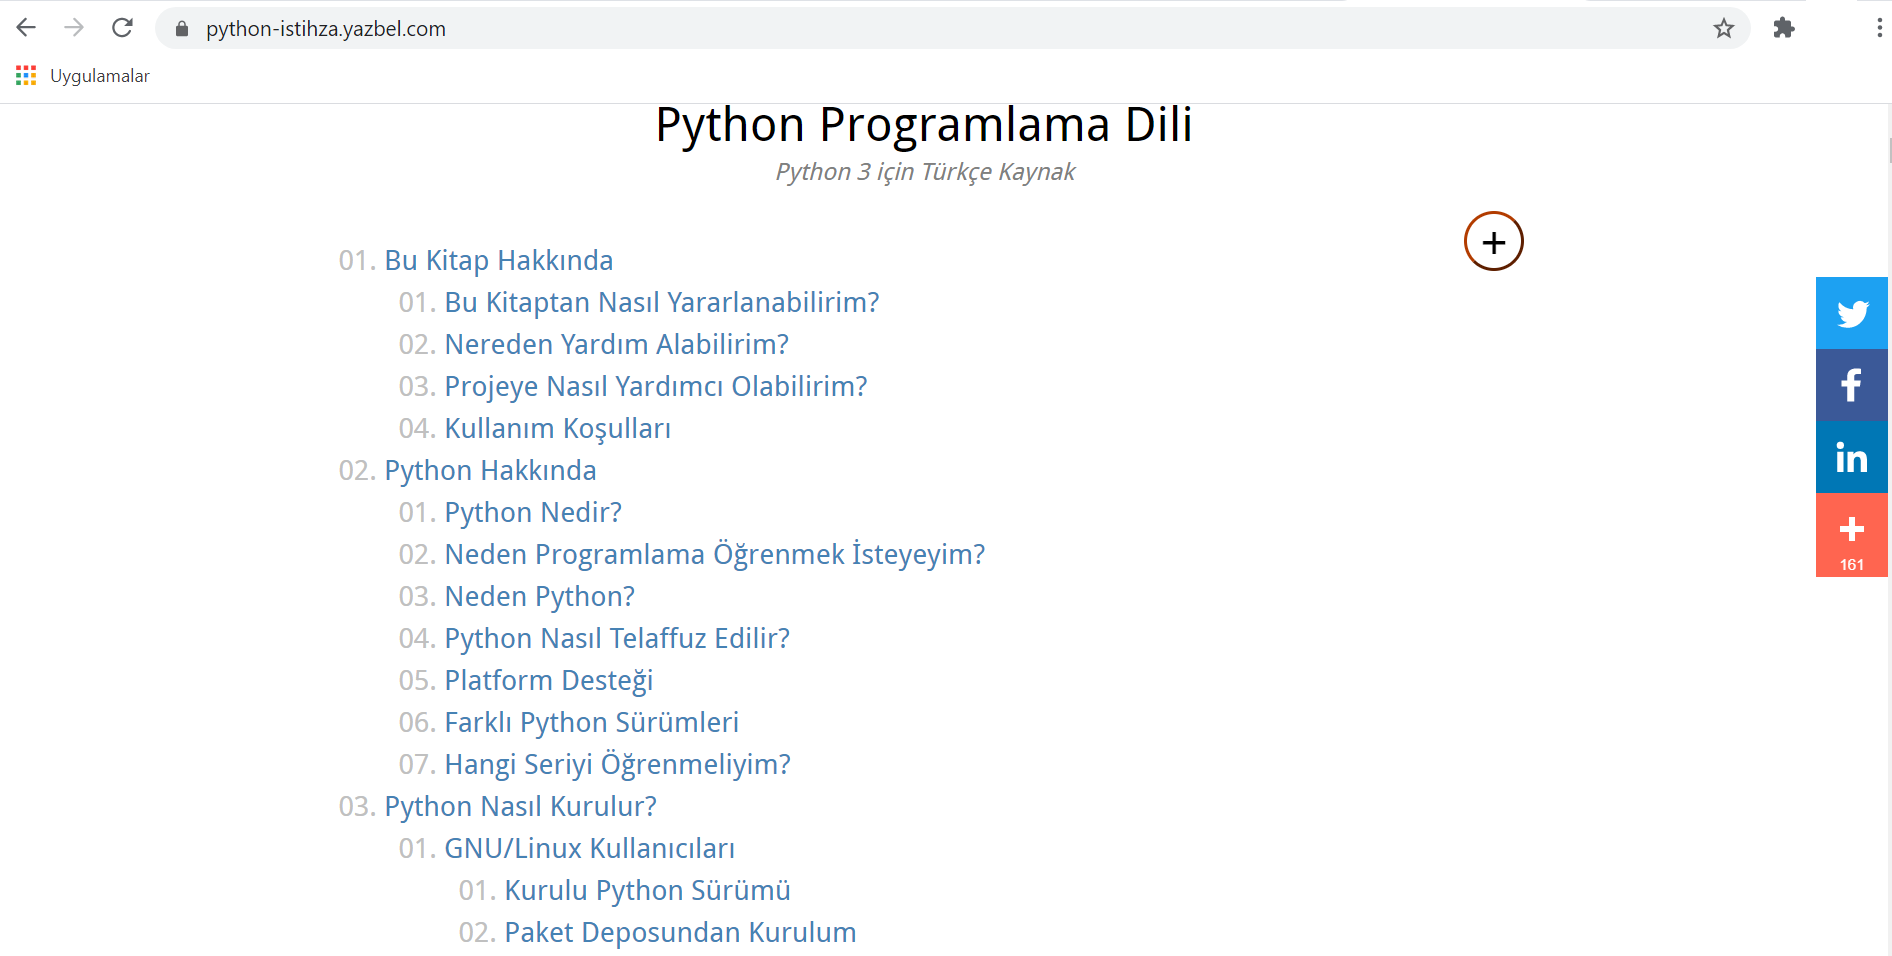 python-istihza.yazbel.com
Uygulamalar
Python Programlama Dili
Python 3 için Türkçe Kaynak
+
01. Bu Kitap Hakkında
01. Bu Kitaptan Nasıl Yararlanabilirim?
02. Nereden Yardım Alabilirim?
03. Projeye Nasıl Yardımcı Olabilirim?
04. Kullanım Koşulları
02. Python Hakkında
01. Python Nedir?
02. Neden Programlama Öğrenmek İsteyeyim?
03. Neden Python?
04. Python Nasıl Telaffuz Edilir?
05. Platform Desteği
06. Farklı Python Sürümleri
07. Hangi Seriyi Öğrenmeliyim?
03. Python Nasıl Kurulur?
01. GNU/Linux Kullanıcıları
01. Kurulu Python Sürümü
02. Paket Deposundan Kurulum
f
in
161